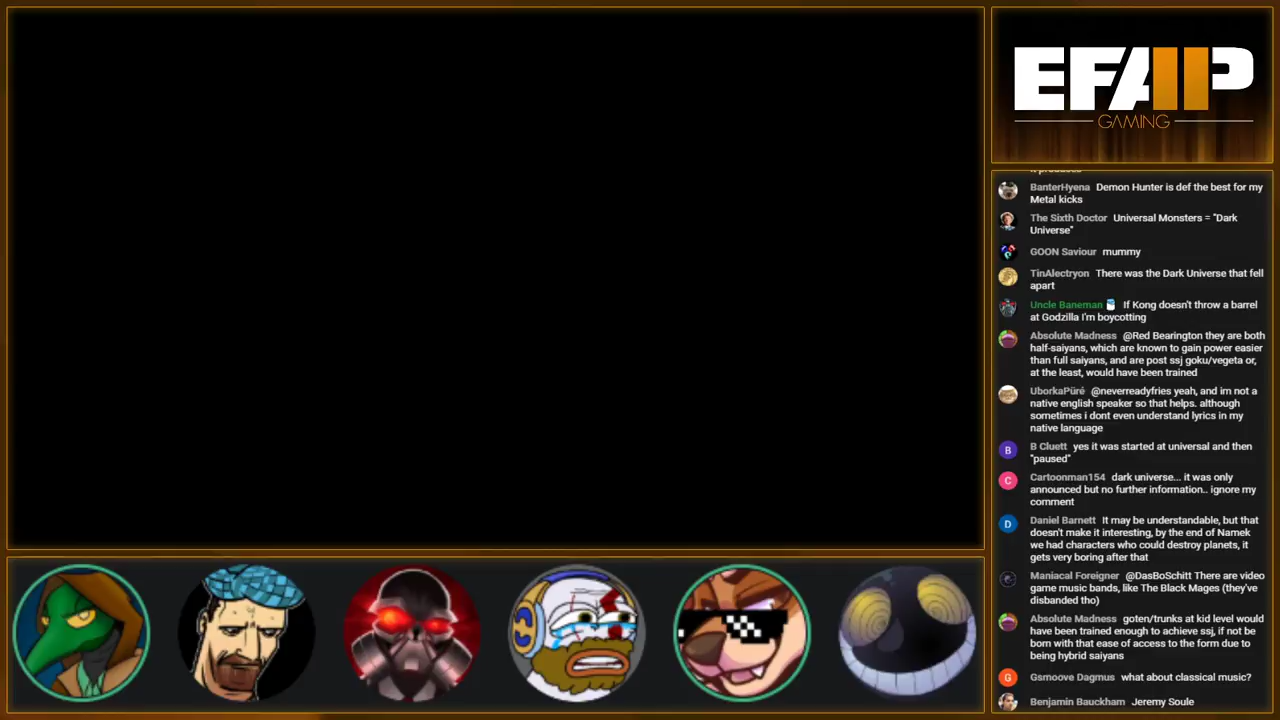 EFAP
GAMING
BanterHyena Demon Hunter is def the best for my
Metal kicks
The Sixth Doctor Universal Monsters = "Dark
Universe"
GOON Saviour mummy
TinAlectryon There was the Dark Universe that fell
apart
Uncle Baneman If Kong doesn't throw a barrel
at Godzilla I'm boycotting
Absolute Madness @Red Bearington they are both
half-saiyans, which are known to gain power easier
than full saiyans, and are post ssj goku/vegeta or,
at the least, would have been trained
UborkaPüré @neverreadyfries yeah, and im not a
native english speaker so that helps. although
sometimes i dont even understand lyrics in my
native language
B
B Cluett yes it was started at universal and then
"paused"
C
Cartoonman154 dark universe... it was only
announced but no further information.. ignore my
comment
D
Daniel Barnett It may be understandable, but that
doesn't make it interesting, by the end of Namek
we had characters who could destroy planets, it
gets very boring after that
Maniacal Foreigner @DasBoSchitt There are video
game music bands, like The Black Mages (they've
disbanded tho)
Absolute Madness goten/trunks at kid level would
have been trained enough to achieve ssj, if not be
born with that ease of access to the form due to
being hybrid saiyans
G
Gsmoove Dagmus what about classical music?
Benjamin Bauckham Jeremy Soule